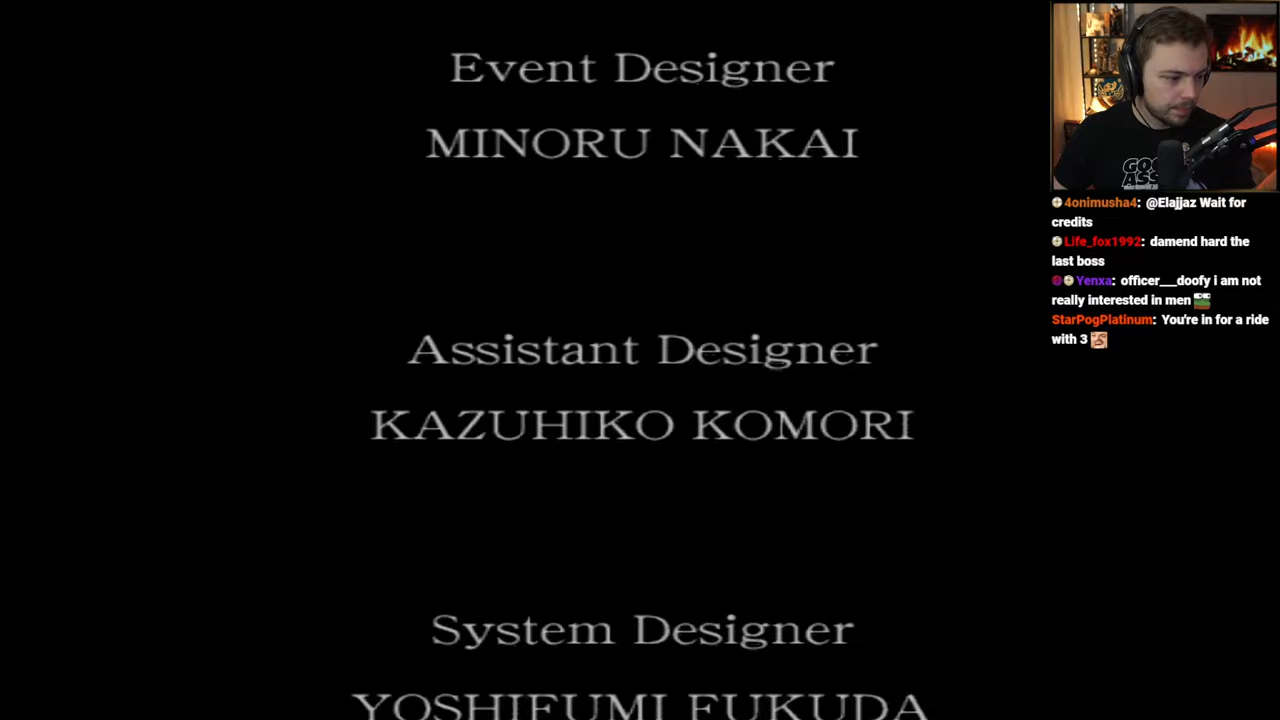 Event Designer
MINORU NAKAI
Assistant Designer
KAZUHIKO KOMORI
System Designer
YOSHIFUMI FUKUDA
4onimusha4: @Elajjaz Wait for
credits
Life_fox1992: damend hard the
last boss
Yenxa: officer__doofy i am not
really interested in men
StarPogPlatinum: You're in for a ride
with 3